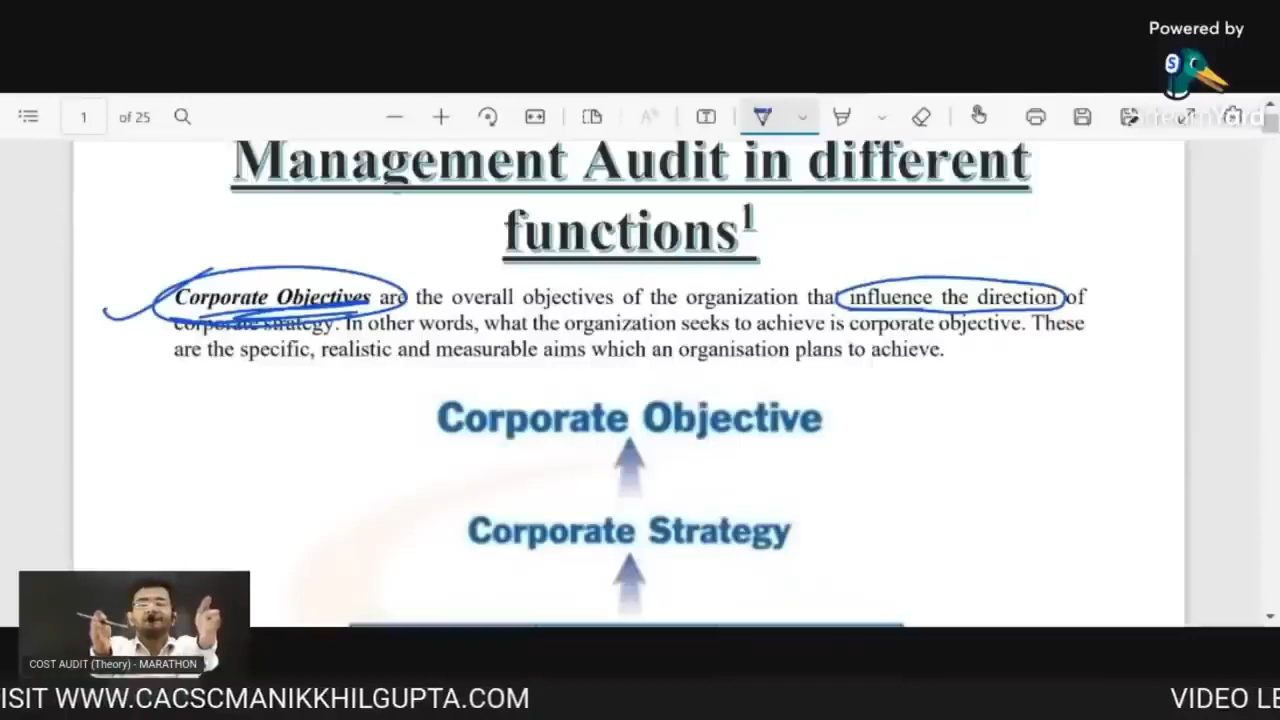 Powered by
1 of 25
Management Audit in different
functions1
Corporate Objectives are the overall objectives of the organization that influence the direction of
corporate strategy. In other words, what the organization seeks to achieve is corporate objective. These
are the specific, realistic and measurable aims which an organisation plans to achieve.
Corporate Objective
Corporate Strategy
COST AUDIT (Theory) - MARATHON
ISIT WWW.CACSCMANIKKHILGUPTA.COM
VIDEO LE